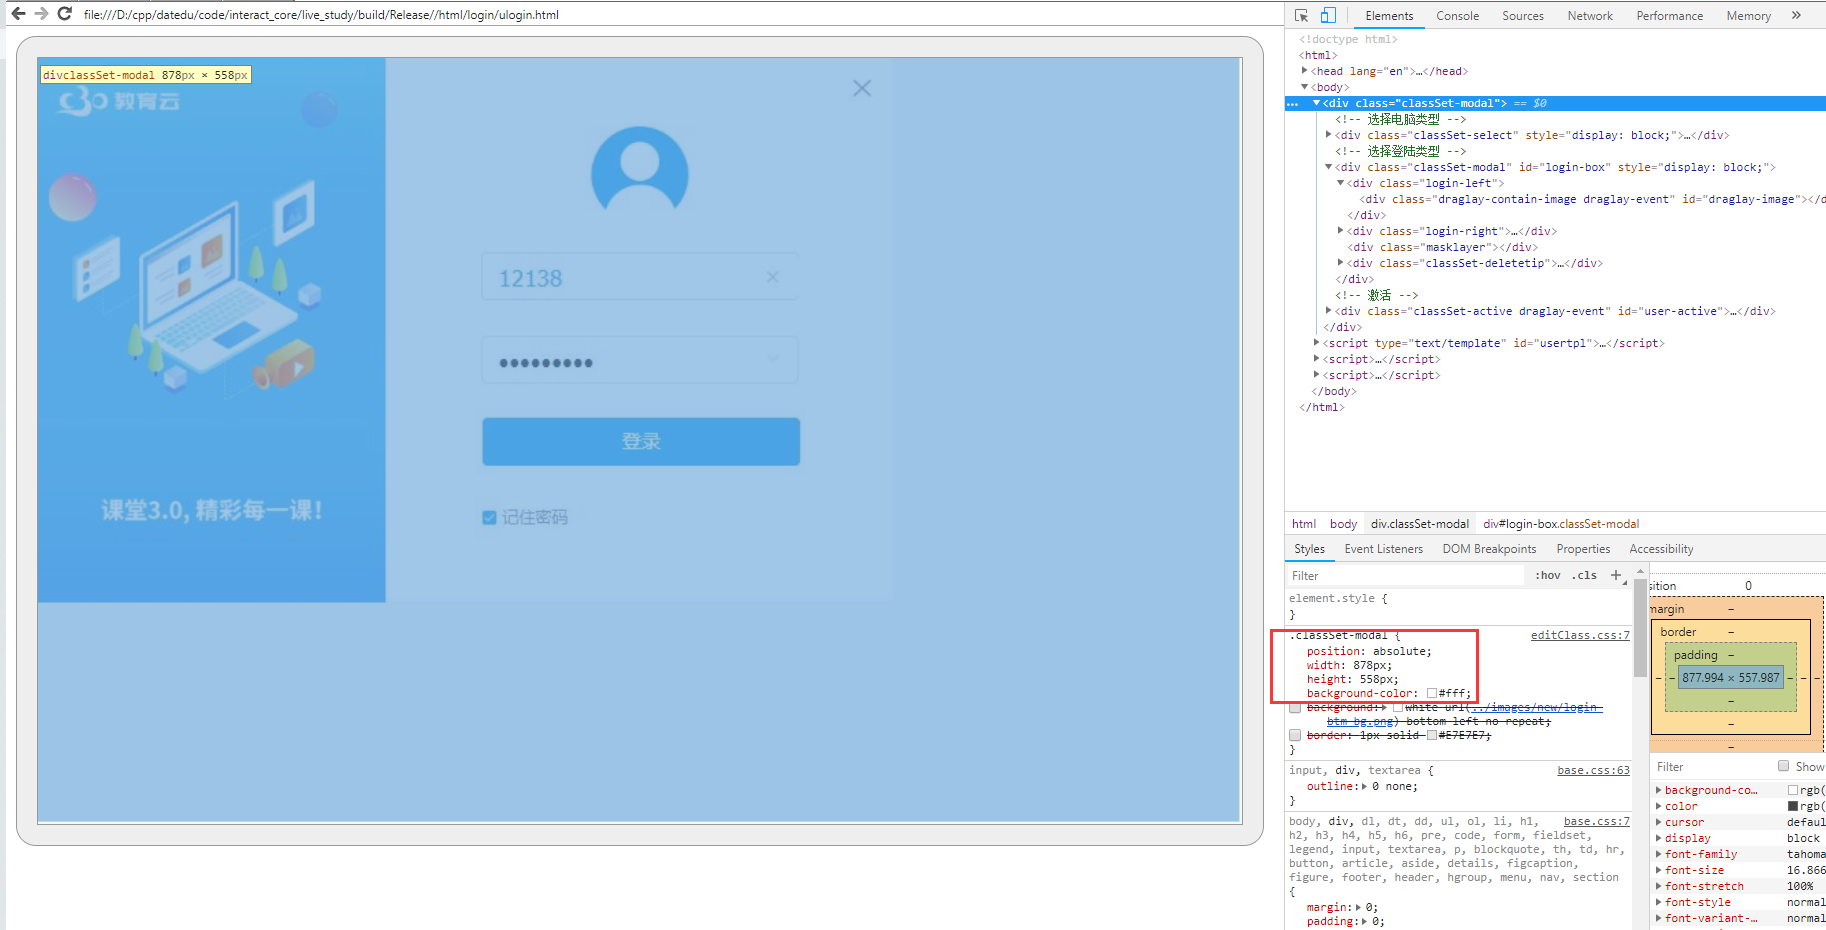 file:///D:/cpp/datedu/code/interact_core/live_study/build/Release//html/login/ulogin.html
divclassSet-modal 878px × 558px
C30 教育云
12138
登录
记住密码
课堂3.0, 精彩每一课!
Elements Console Sources Network Performance Memory »
<!doctype html>
<html>
<head lang="en">…</head>
<body>
… <div class="classSet-modal"> == $0
<!-- 选择电脑类型 -->
<div class="classSet-select" style="display: block;">…</div>
<!-- 选择登陆类型 -->
<div class="classSet-modal" id="login-box" style="display: block;">
<div class="login-left">
<div class="draglay-contain-image draglay-event" id="draglay-image"></d
</div>
<div class="login-right">…</div>
<div class="masklayer"></div>
<div class="classSet-deletetip">…</div>
</div>
<!-- 激活 -->
<div class="classSet-active draglay-event" id="user-active">…</div>
</div>
<script type="text/template" id="usertpl">…</script>
<script>…</script>
<script>…</script>
</body>
</html>
html body div.classSet-modal div#login-box.classSet-modal
Styles Event Listeners DOM Breakpoints Properties Accessibility
Filter :hov .cls +
element.style {
}
.classSet-modal { editClass.css:7
position: absolute;
width: 878px;
height: 558px;
background-color: #fff;
background: white url(../images/new/login-
btm-bg.png) bottom left no-repeat;
border: 1px solid #E7E7E7;
}
input, div, textarea { base.css:63
outline: 0 none;
}
body, div, dl, dt, dd, ul, ol, li, h1, base.css:7
h2, h3, h4, h5, h6, pre, code, form, fieldset,
legend, input, textarea, p, blockquote, th, td, hr,
button, article, aside, details, figcaption,
figure, footer, header, hgroup, menu, nav, section
{
margin: 0;
padding: 0;
sition 0
margin –
border –
padding –
– – 877.994 × 557.987 – – –
–
–
–
Filter Show
background-co… rgb(
color rgb(
cursor defaul
display block
font-family tahoma
font-size 16.866
font-stretch 100%
font-style normal
font-variant-… normal